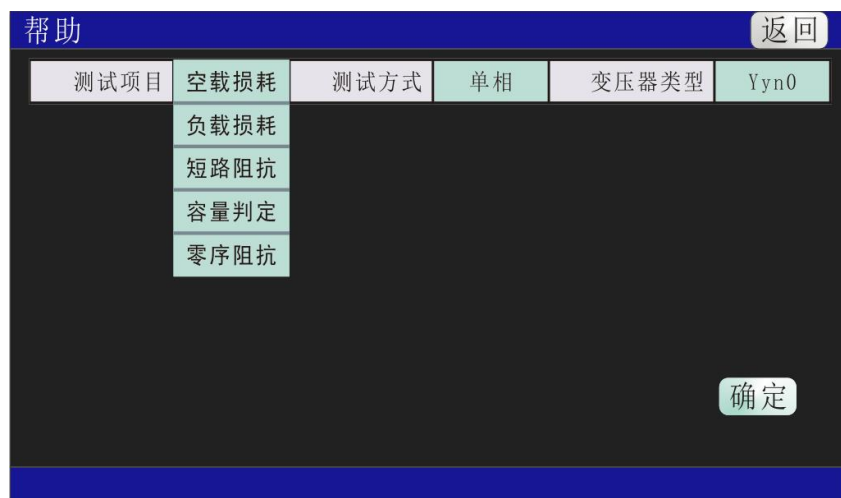 帮助 返回
测试项目 空载损耗 测试方式 单相 变压器类型 Yyn0
负载损耗
短路阻抗
容量判定
零序阻抗
确定